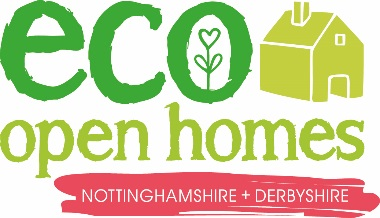 eco
open homes
NOTTINGHAMSHIRE + DERBYSHIRE